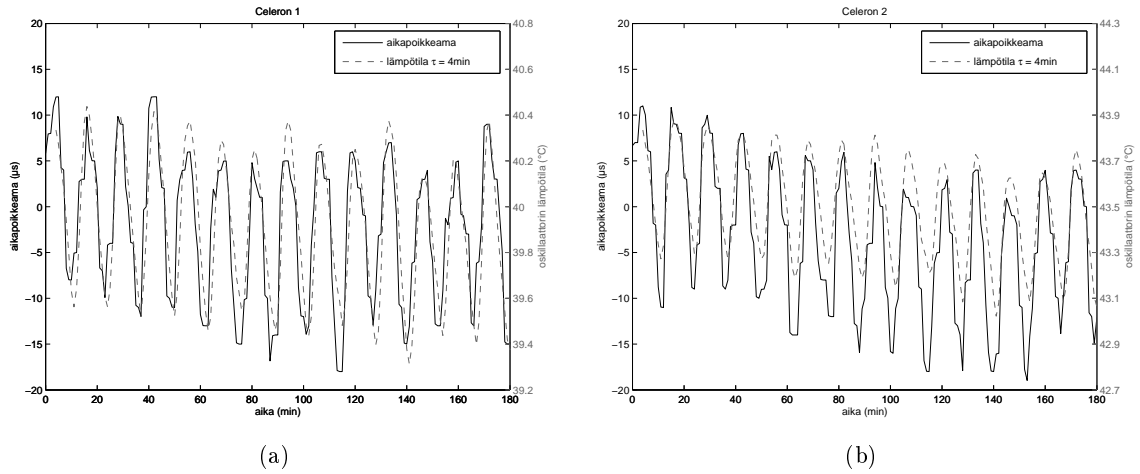 Celeron 1
aikapoikkeama
lämpötila τ = 4min
20
15
10
5
0
−5
−10
−15
−20
aikapoikkeama (µs)
40.8
40.6
40.4
40.2
40
39.8
39.6
39.4
39.2
oskillaattorin lämpötila (°C)
0 20 40 60 80 100 120 140 160 180
aika (min)
(a)
Celeron 2
aikapoikkeama
lämpötila τ = 4min
20
15
10
5
0
−5
−10
−15
−20
aikapoikkeama (µs)
44.3
44.1
43.9
43.7
43.5
43.3
43.1
42.9
42.7
oskillaattorin lämpötila (°C)
0 20 40 60 80 100 120 140 160 180
aika (min)
(b)